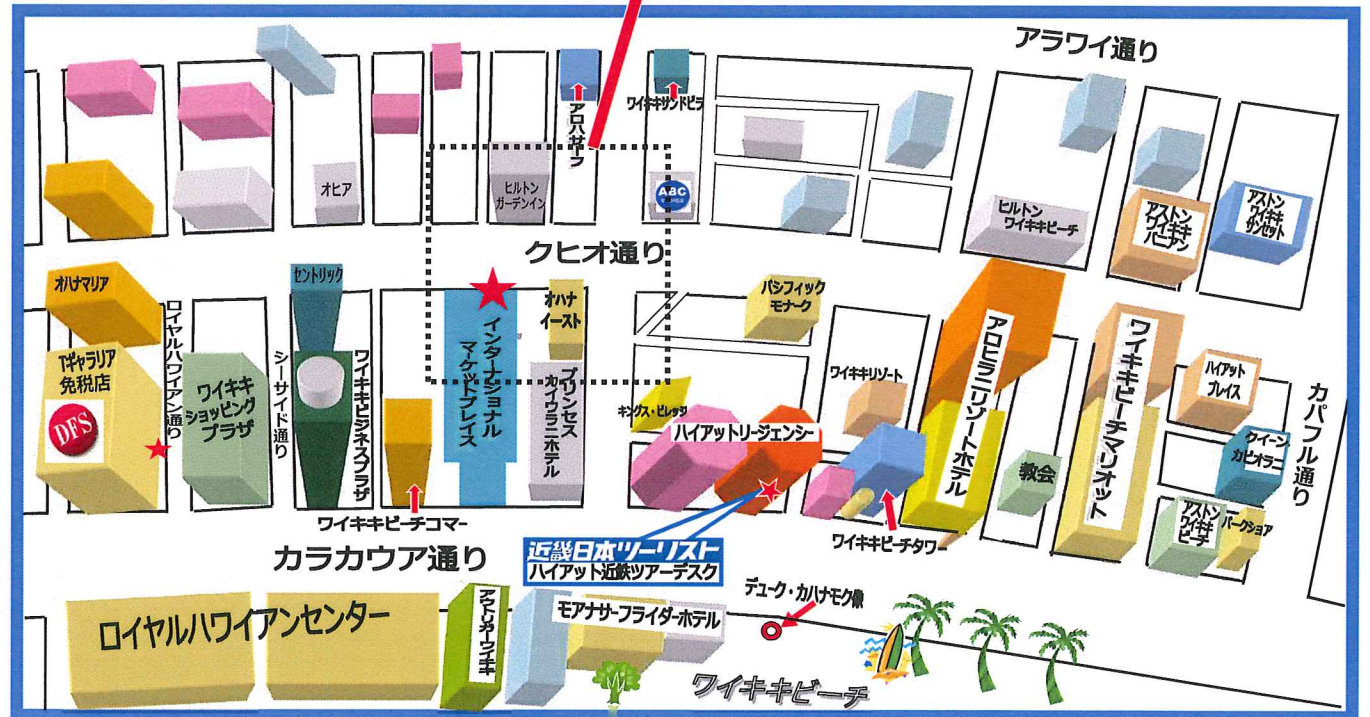 アラワイ通り
ワイキキサンドビラ
アロハサーフ
オヒア
ヒルトン
ガーデンイン
ABC
ヒルトン
ワイキキビーチ
アストン
ワイキキ
バニアン
アストン
ワイキキ
サンセット
クヒオ通り
オハナマリア
セントリック
オハナ
イースト
パシフィック
モナーク
ロイヤルハワイアン通り
Tギャラリア
免税店
DFS
ワイキキ
ショッピング
プラザ
シーサイド通り
ワイキキビジネスプラザ
インターナショナル
マーケットプレイス
プリンセス
カイウラニホテル
キングス・ビレッジ
ハイアットリージェンシー
ワイキキリゾート
アロヒラニリゾートホテル
教会
ワイキキビーチマリオット
ハイアット
プレイス
クイーン
カピオラニ
カパフル通り
アストン
ワイキキ
ビーチ
パークショア
ワイキキビーチコマー
ワイキキビーチタワー
カラカウア通り
近畿日本ツーリスト
ハイアット近鉄ツアーデスク
ロイヤルハワイアンセンター
アウトリガーワイキキ
モアナサーフライダーホテル
デューク・カハナモク像
ワイキキビーチ